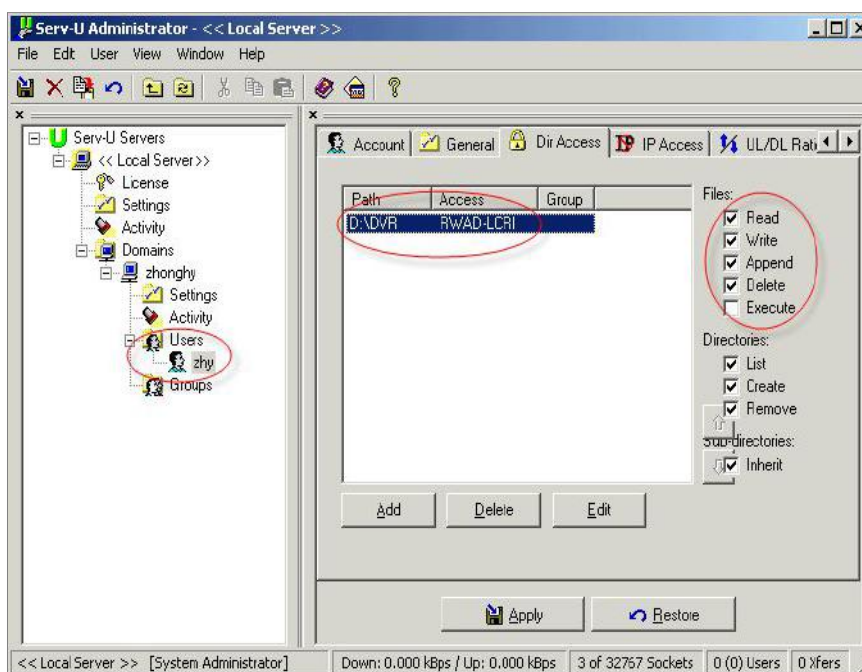 Serv-U Administrator - << Local Server >>
File Edit User View Window Help
Serv-U Servers
<< Local Server>>
License
Settings
Activity
Domains
zhonghy
Settings
Activity
Users
zhy
Groups
Account General Dir Access IP Access UL/DL Rati
Path Access Group
D:\DVR RWAD-LCRI
Files:
Read
Write
Append
Delete
Execute
Directories:
List
Create
Remove
Sub-directories:
Inherit
Add Delete Edit
Apply Restore
<< Local Server >> [System Administrator] Down: 0.000 kBps / Up: 0.000 kBps 3 of 32767 Sockets 0 (0) Users 0 Xfers